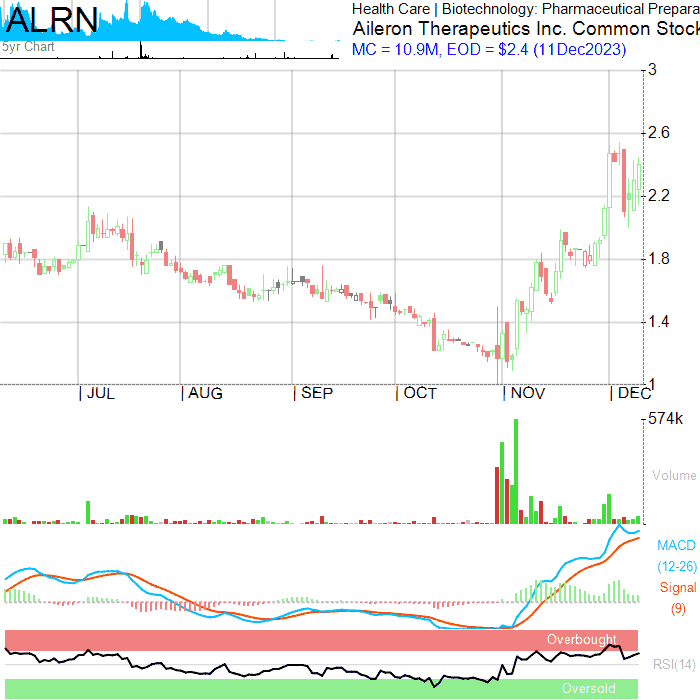 ALRN
5yr Chart
Health Care | Biotechnology: Pharmaceutical Prepara
Aileron Therapeutics Inc. Common Stock
MC = 10.9M, EOD = $2.4 (11Dec2023)
3
2.6
2.2
1.8
1.4
1
JUL
AUG
SEP
OCT
NOV
DEC
574k
Volume
MACD
(12-26)
Signal
(9)
Overbought
RSI(14)
Oversold